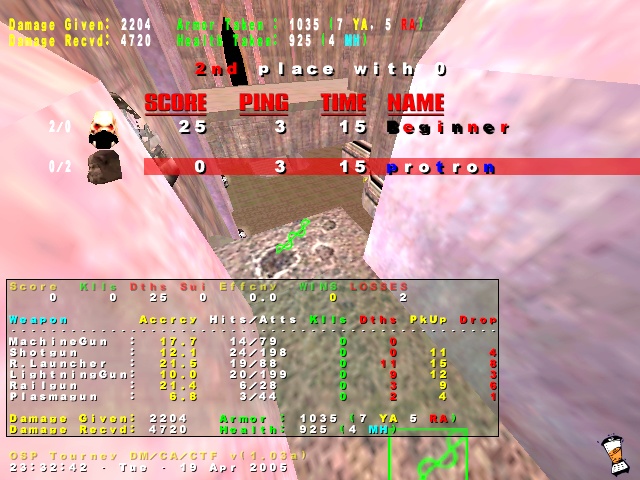 Damage Given: 2204 Armor Taken : 1035 (7 YA, 5 RA)
Damage Recvd: 4720 Health Taken: 925 (4 MH)
2nd place with 0
SCORE PING TIME NAME
2/0 25 3 15 Beginner
0/2 0 3 15 protron
Score Kills Dths Sui Effcny WINS LOSSES
0 0 25 0 0.0 0 2
Weapon Accrcy Hits/Atts Kills Dths PkUp Drop
MachineGun : 17.7 14/79 0 0
Shotgun : 12.1 24/198 0 0 11 4
R.Launcher : 21.5 19/88 0 11 15 8
LightningGun: 10.0 20/199 0 9 12 3
Railgun : 21.4 6/28 0 3 9 6
Plasmagun : 6.8 3/44 0 2 4 1
Damage Given: 2204 Armor : 1035 (7 YA 5 RA)
Damage Recvd: 4720 Health: 925 (4 MH)
OSP Tourney DM/CA/CTF v(1.03a)
23:32:42 - Tue - 19 Apr 2005